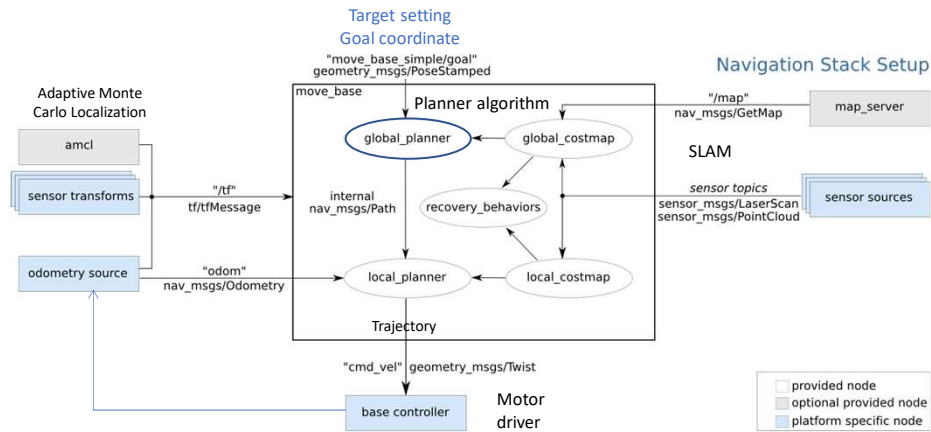 Target setting
Goal coordinate
"move_base_simple/goal"
geometry_msgs/PoseStamped
Navigation Stack Setup
move_base
Adaptive Monte
Carlo Localization
Planner algorithm
"/map"
nav_msgs/GetMap
map_server
global_planner
global_costmap
amcl
SLAM
sensor transforms
"/tf"
tf/tfMessage
internal
nav_msgs/Path
recovery_behaviors
sensor topics
sensor_msgs/LaserScan
sensor_msgs/PointCloud
sensor sources
odometry source
"odom"
nav_msgs/Odometry
local_planner
local_costmap
Trajectory
"cmd_vel"
geometry_msgs/Twist
base controller
Motor
driver
provided node
optional provided node
platform specific node